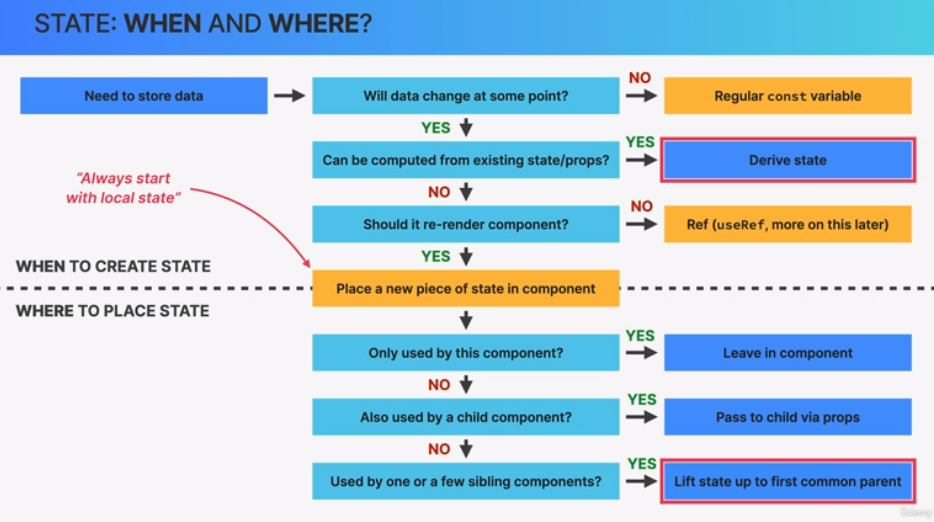 STATE: WHEN AND WHERE?
Need to store data
Will data change at some point?
NO
Regular const variable
YES
Can be computed from existing state/props?
YES
Derive state
"Always start
with local state"
NO
Should it re-render component?
NO
Ref (useRef, more on this later)
YES
WHEN TO CREATE STATE
Place a new piece of state in component
WHERE TO PLACE STATE
Only used by this component?
YES
Leave in component
NO
Also used by a child component?
YES
Pass to child via props
NO
Used by one or a few sibling components?
YES
Lift state up to first common parent
Udemy